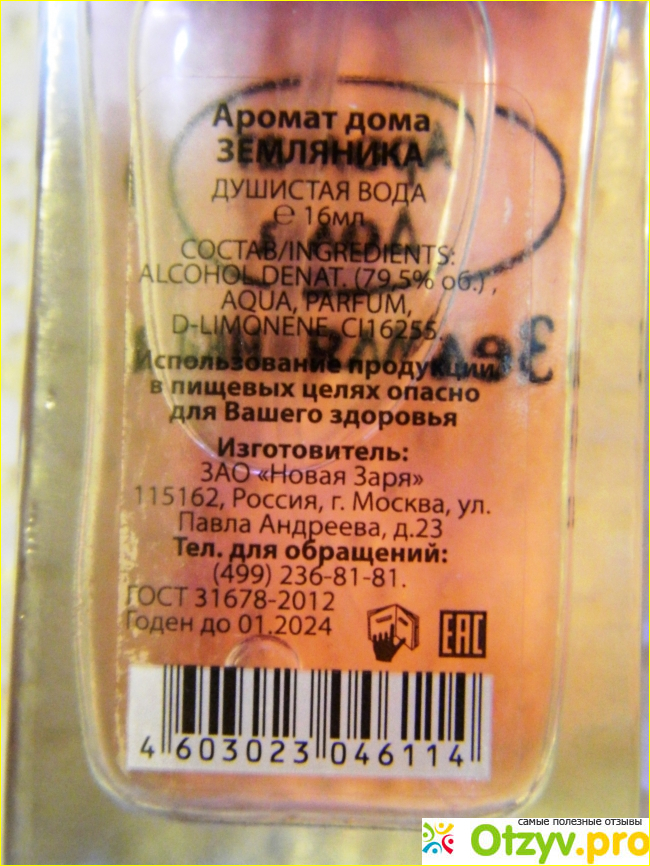 Аромат дома
ЗЕМЛЯНИКА
ДУШИСТАЯ ВОДА
℮ 16мл
СОСТАВ/INGREDIENTS:
ALCOHOL DENAT. (79,5% об.) ,
AQUA, PARFUM,
D-LIMONENE, CI16255.
Использование продукции
в пищевых целях опасно
для Вашего здоровья
Изготовитель:
ЗАО «Новая Заря»
115162, Россия, г. Москва, ул.
Павла Андреева, д.23
Тел. для обращений:
(499) 236-81-81.
ГОСТ 31678-2012
Годен до 01.2024
EAC
4 603023 046114
самые полезные отзывы
Otzyv.pro